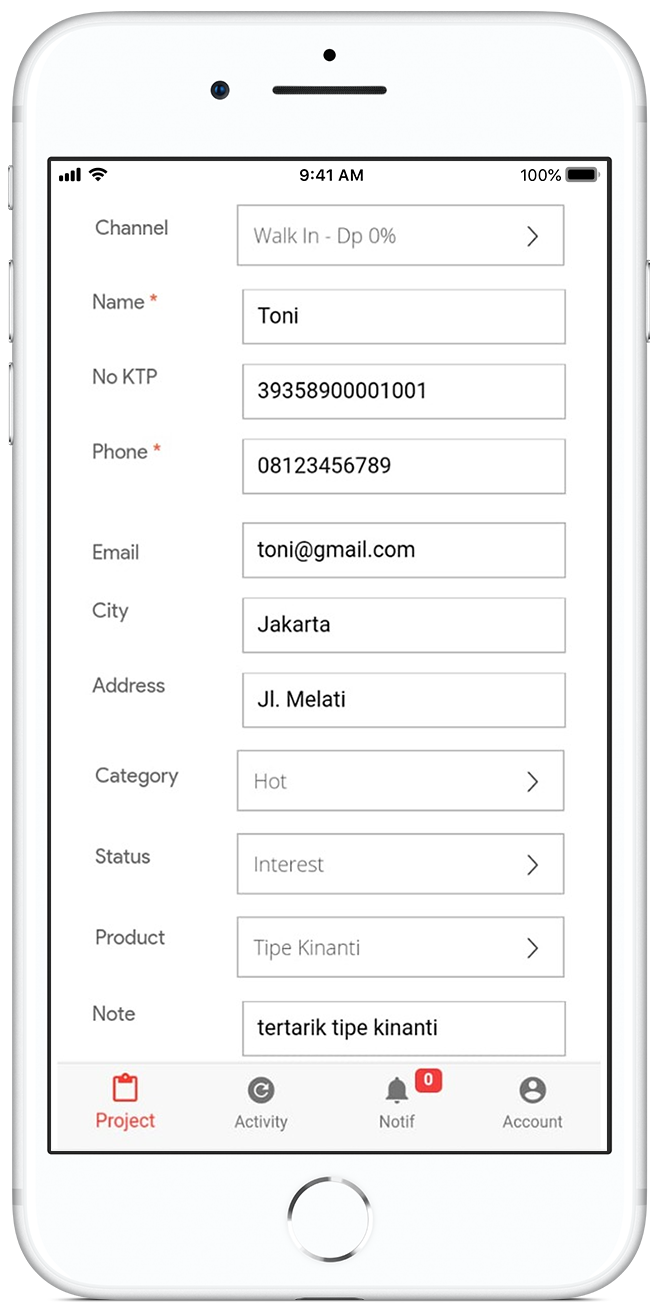 9:41 AM 100%
Channel Walk In - Dp 0%
Name * Toni
No KTP 39358900001001
Phone * 08123456789
Email toni@gmail.com
City Jakarta
Address Jl. Melati
Category Hot
Status Interest
Product Tipe Kinanti
Note tertarik tipe kinanti
0
Project Activity Notif Account